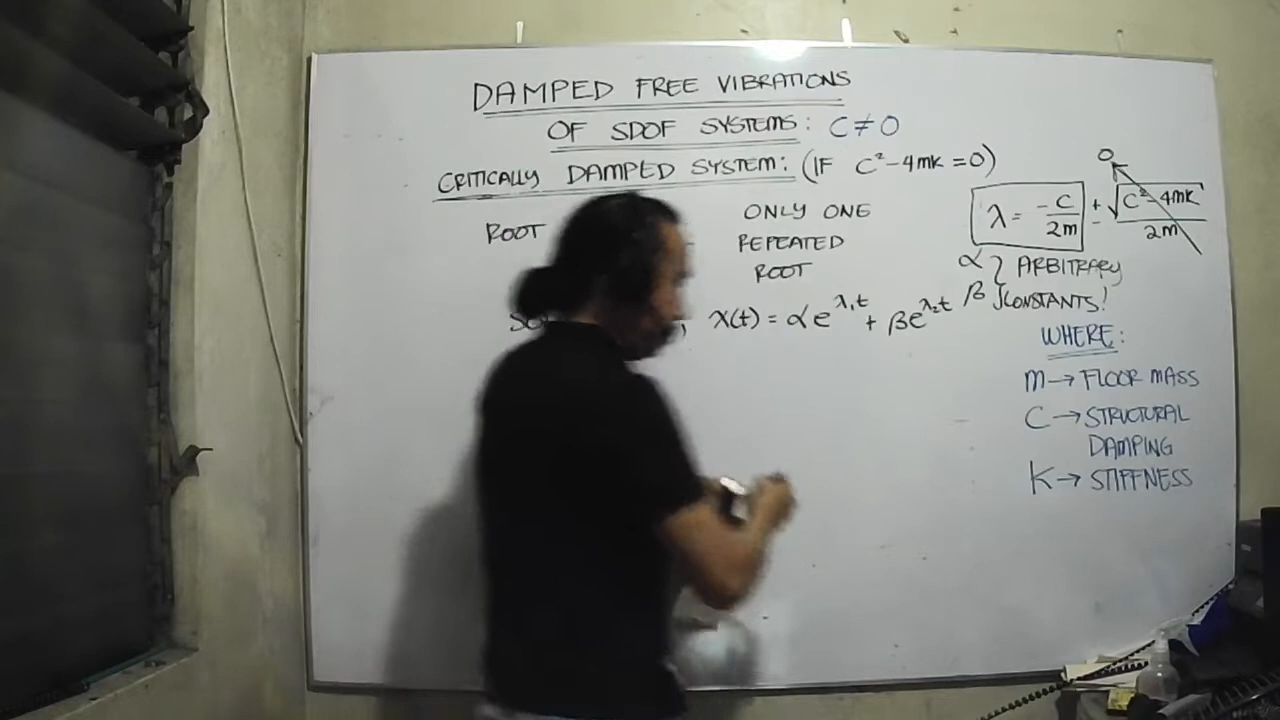 DAMPED FREE VIBRATIONS
OF SDOF SYSTEMS: C ≠ 0
CRITICALLY DAMPED SYSTEM: (IF C² - 4mk = 0)
ROOT
ONLY ONE
REPEATED
ROOT
0
λ = -C/2m ± √(C² - 4mk)/2m
α } ARBITRARY
β } CONSTANTS!
x(t) = αe^λ₁t + βe^λ₂t
WHERE:
m → FLOOR MASS
C → STRUCTURAL
DAMPING
K → STIFFNESS